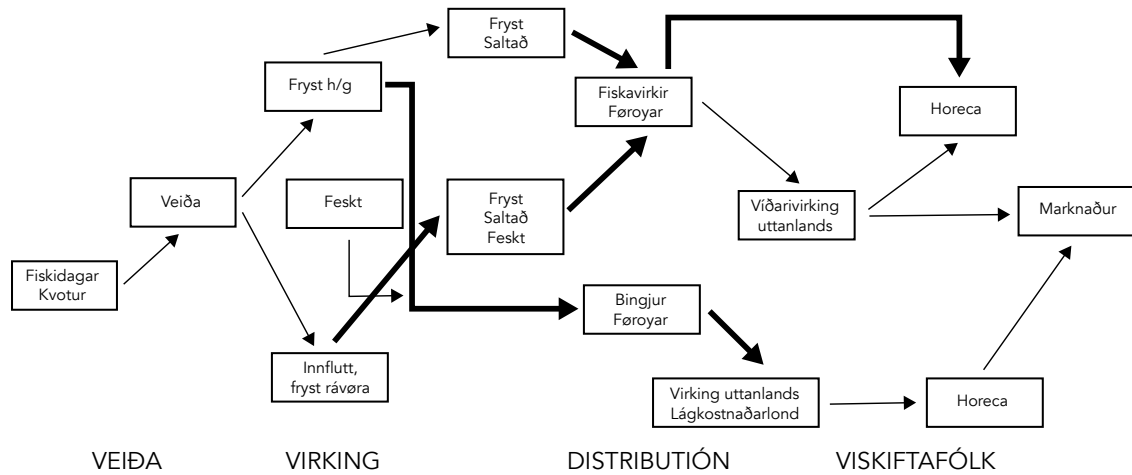 Fryst
Saltað
Fryst h/g
Fiskavirkir
Føroyar
Horeca
Veiða
Feskt
Fryst
Saltað
Feskt
Víðarivirking
uttanlands
Marknaður
Fiskidagar
Kvotur
Bingjur
Føroyar
Innflutt,
fryst rávøra
Virking uttanlands
Lágkostnaðarlond
Horeca
VEIÐA
VIRKING
DISTRIBUTIÓN
VISKIFTAFÓLK